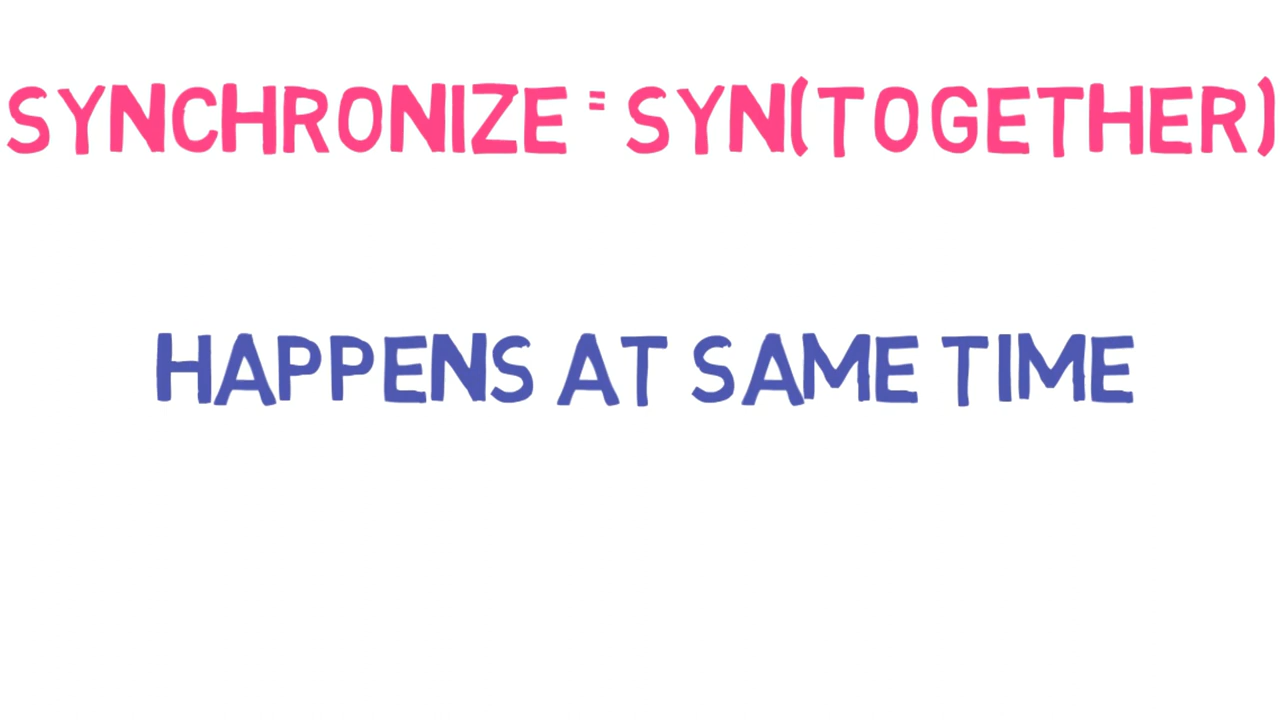 SYNCHRONIZE = SYN(TOGETHER)
HAPPENS AT SAME TIME